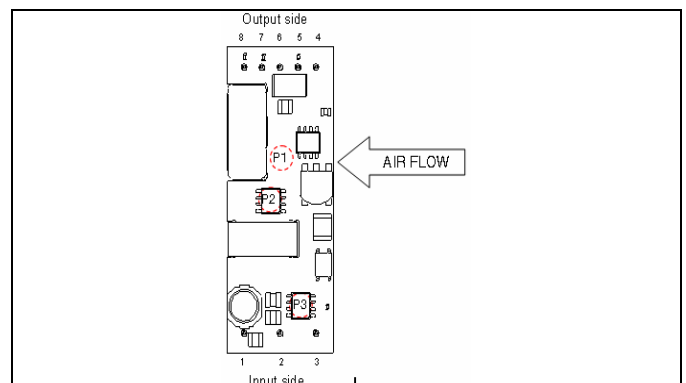 Output side
8 7 6 5 4
P1
AIR FLOW
P2
P3
1 2 3
Input side